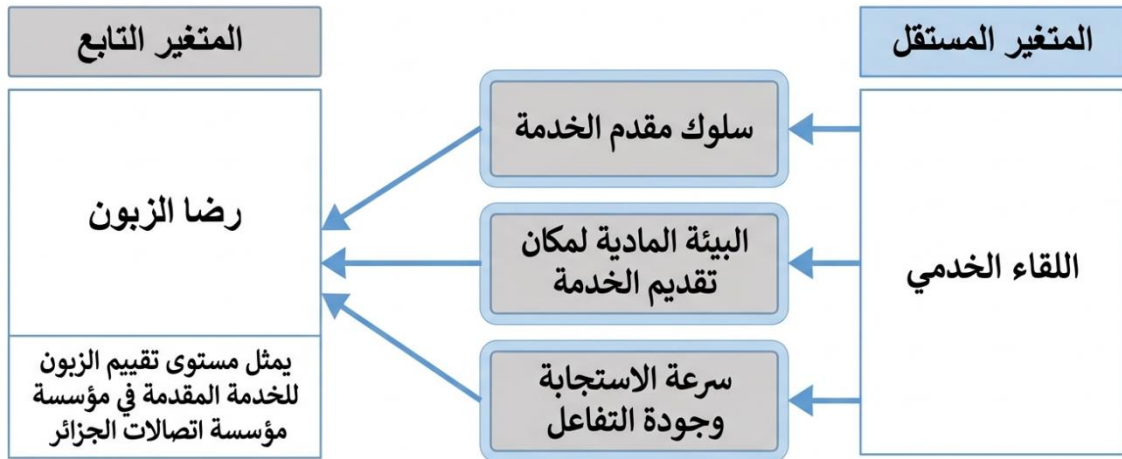 المتغير المستقل
اللقاء الخدمي
سلوك مقدم الخدمة
البيئة المادية لمكان
تقديم الخدمة
سرعة الاستجابة
وجودة التفاعل
المتغير التابع
رضا الزبون
يمثل مستوى تقييم الزبون
للخدمة المقدمة في مؤسسة
مؤسسة اتصالات الجزائر